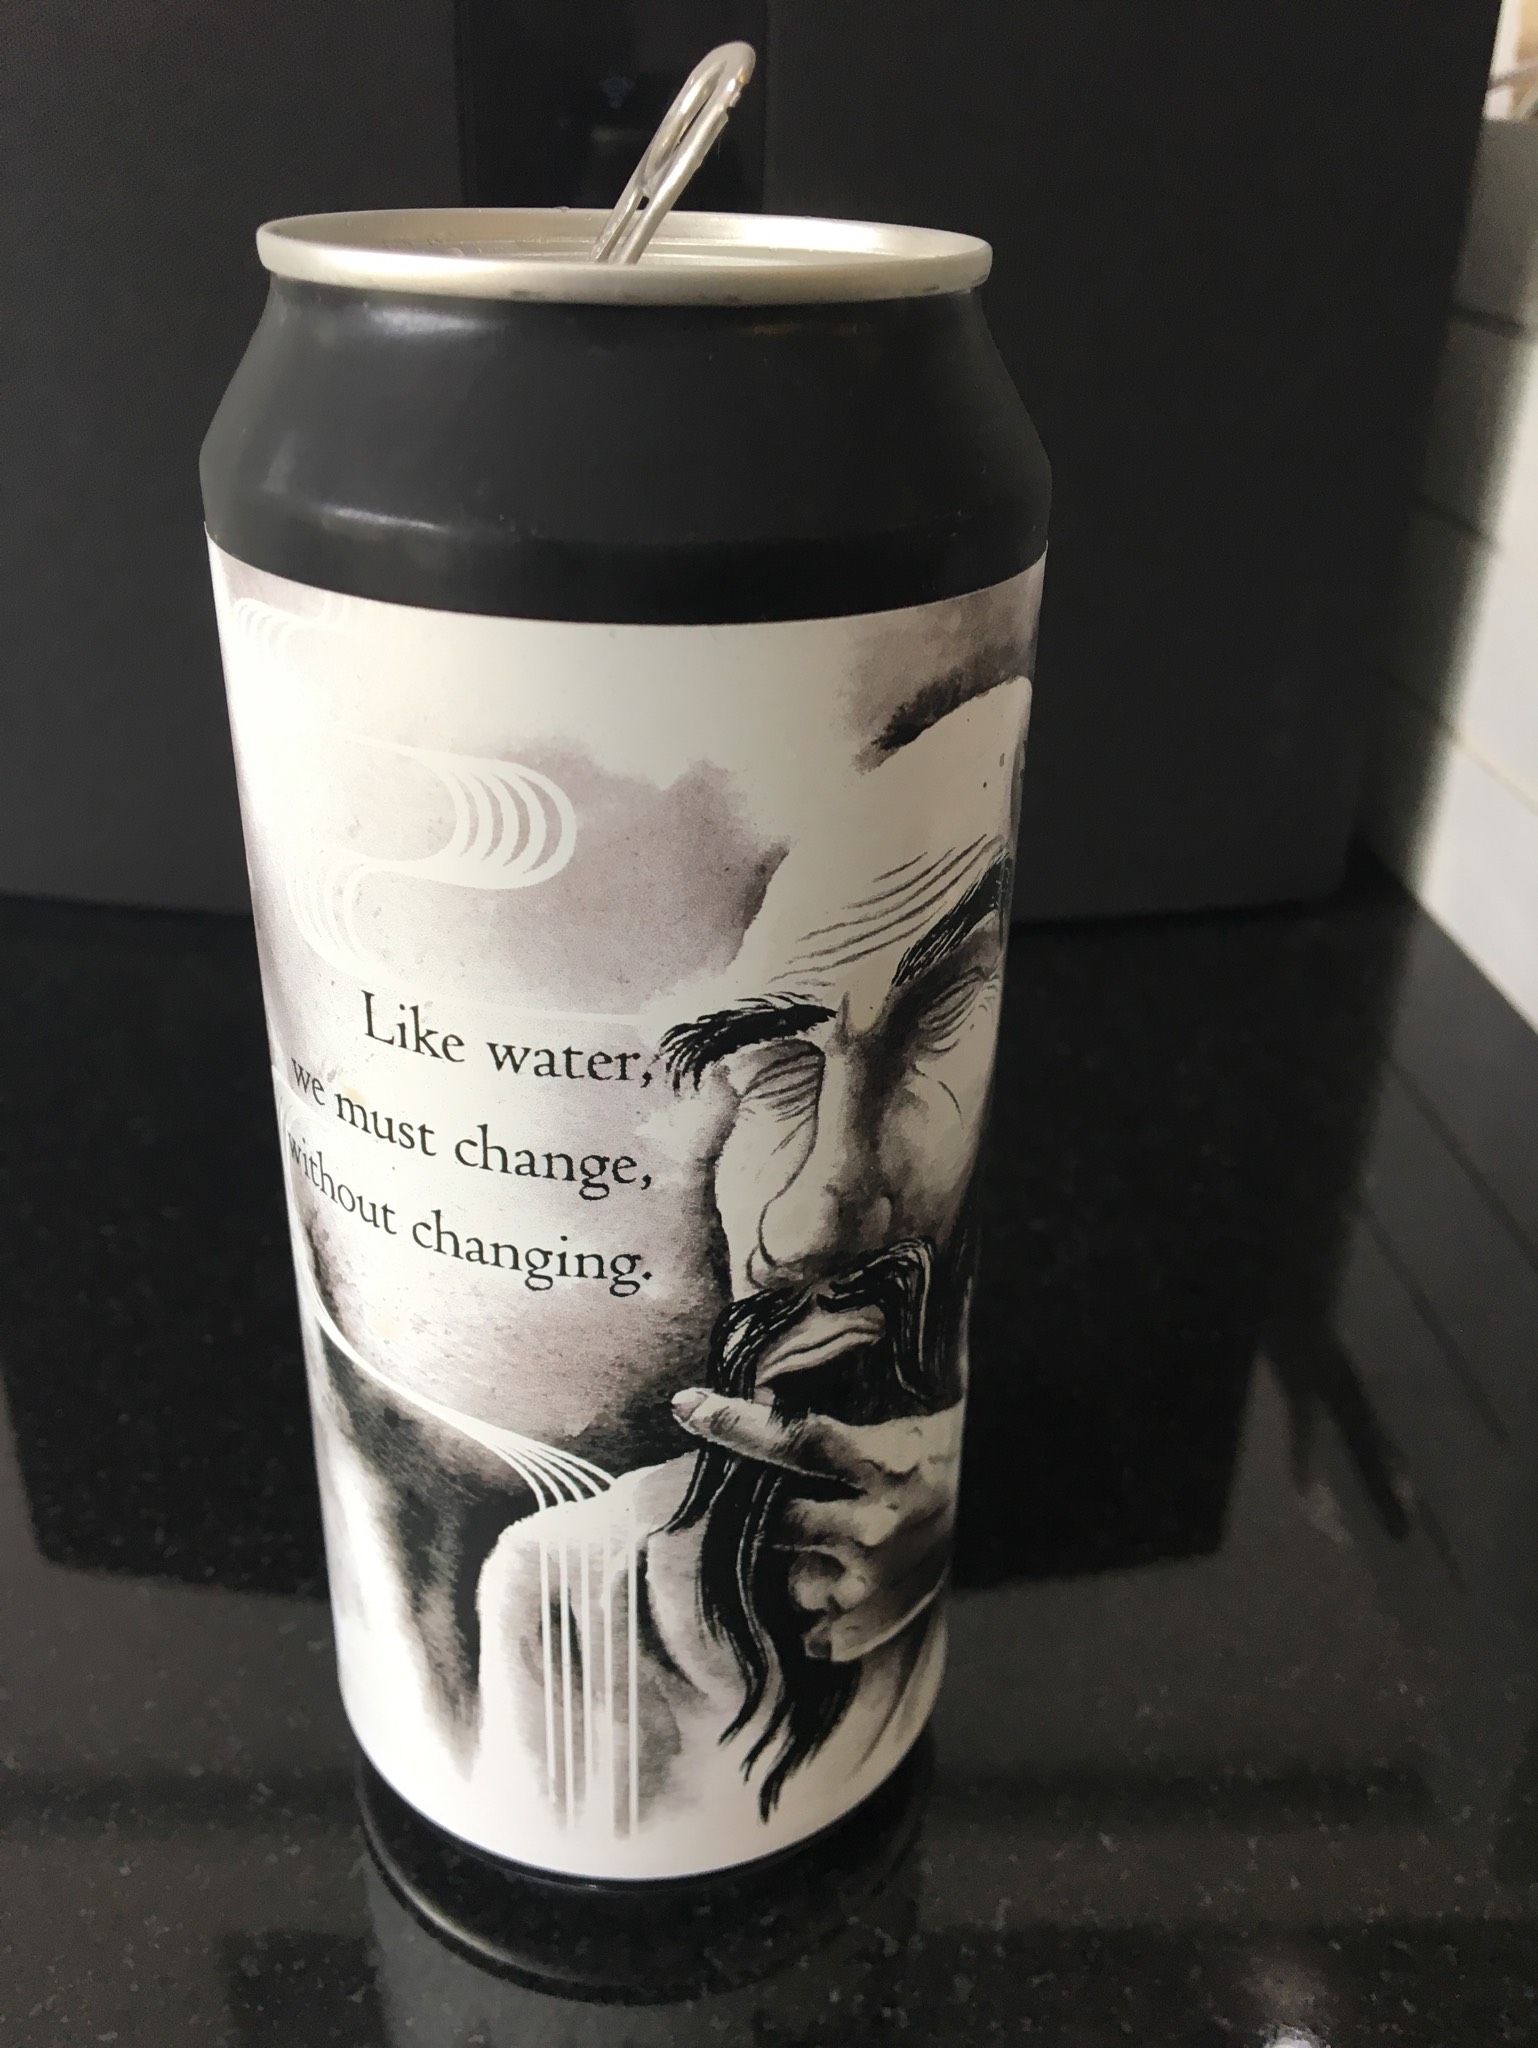 Like water,
we must change,
without changing.